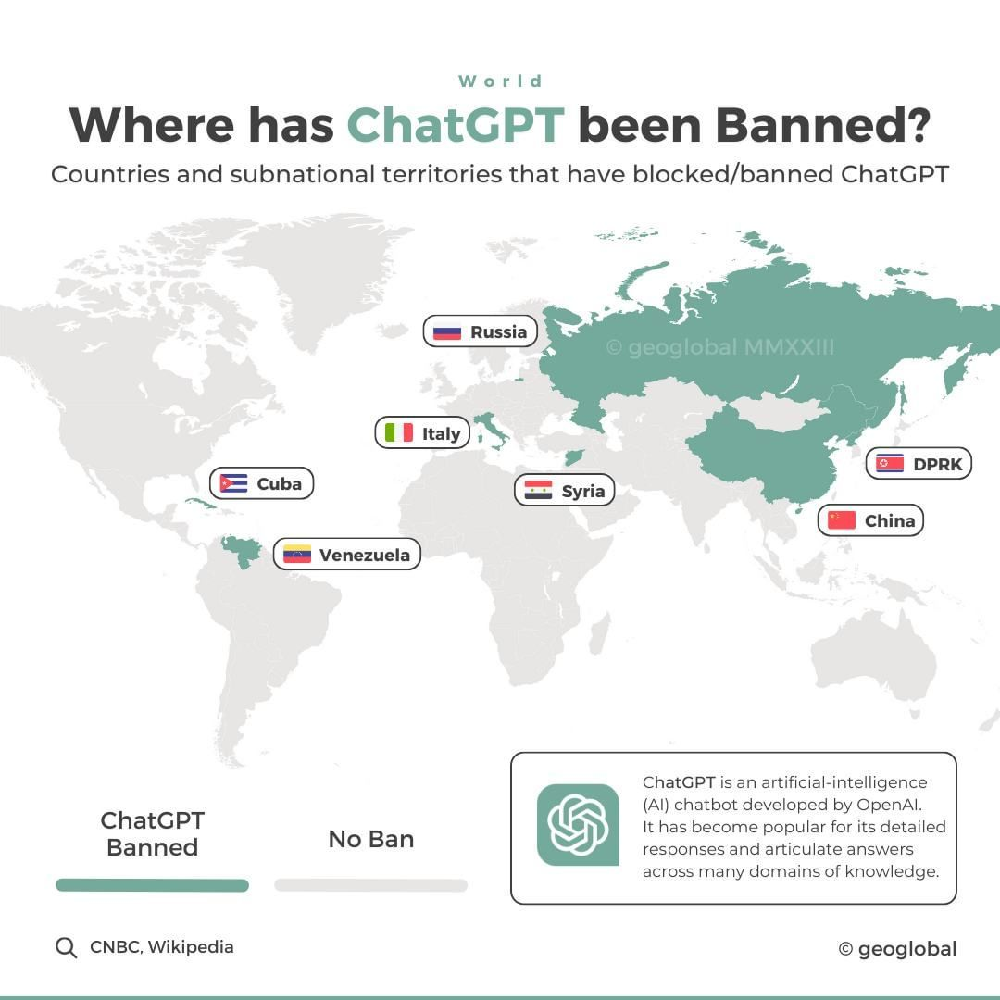 World
Where has ChatGPT been Banned?
Countries and subnational territories that have blocked/banned ChatGPT
Russia
© geoglobal MMXXIII
Italy
DPRK
Cuba
Syria
China
Venezuela
ChatGPT
Banned
No Ban
ChatGPT is an artificial-intelligence
(AI) chatbot developed by OpenAI.
It has become popular for its detailed
responses and articulate answers
across many domains of knowledge.
CNBC, Wikipedia
© geoglobal